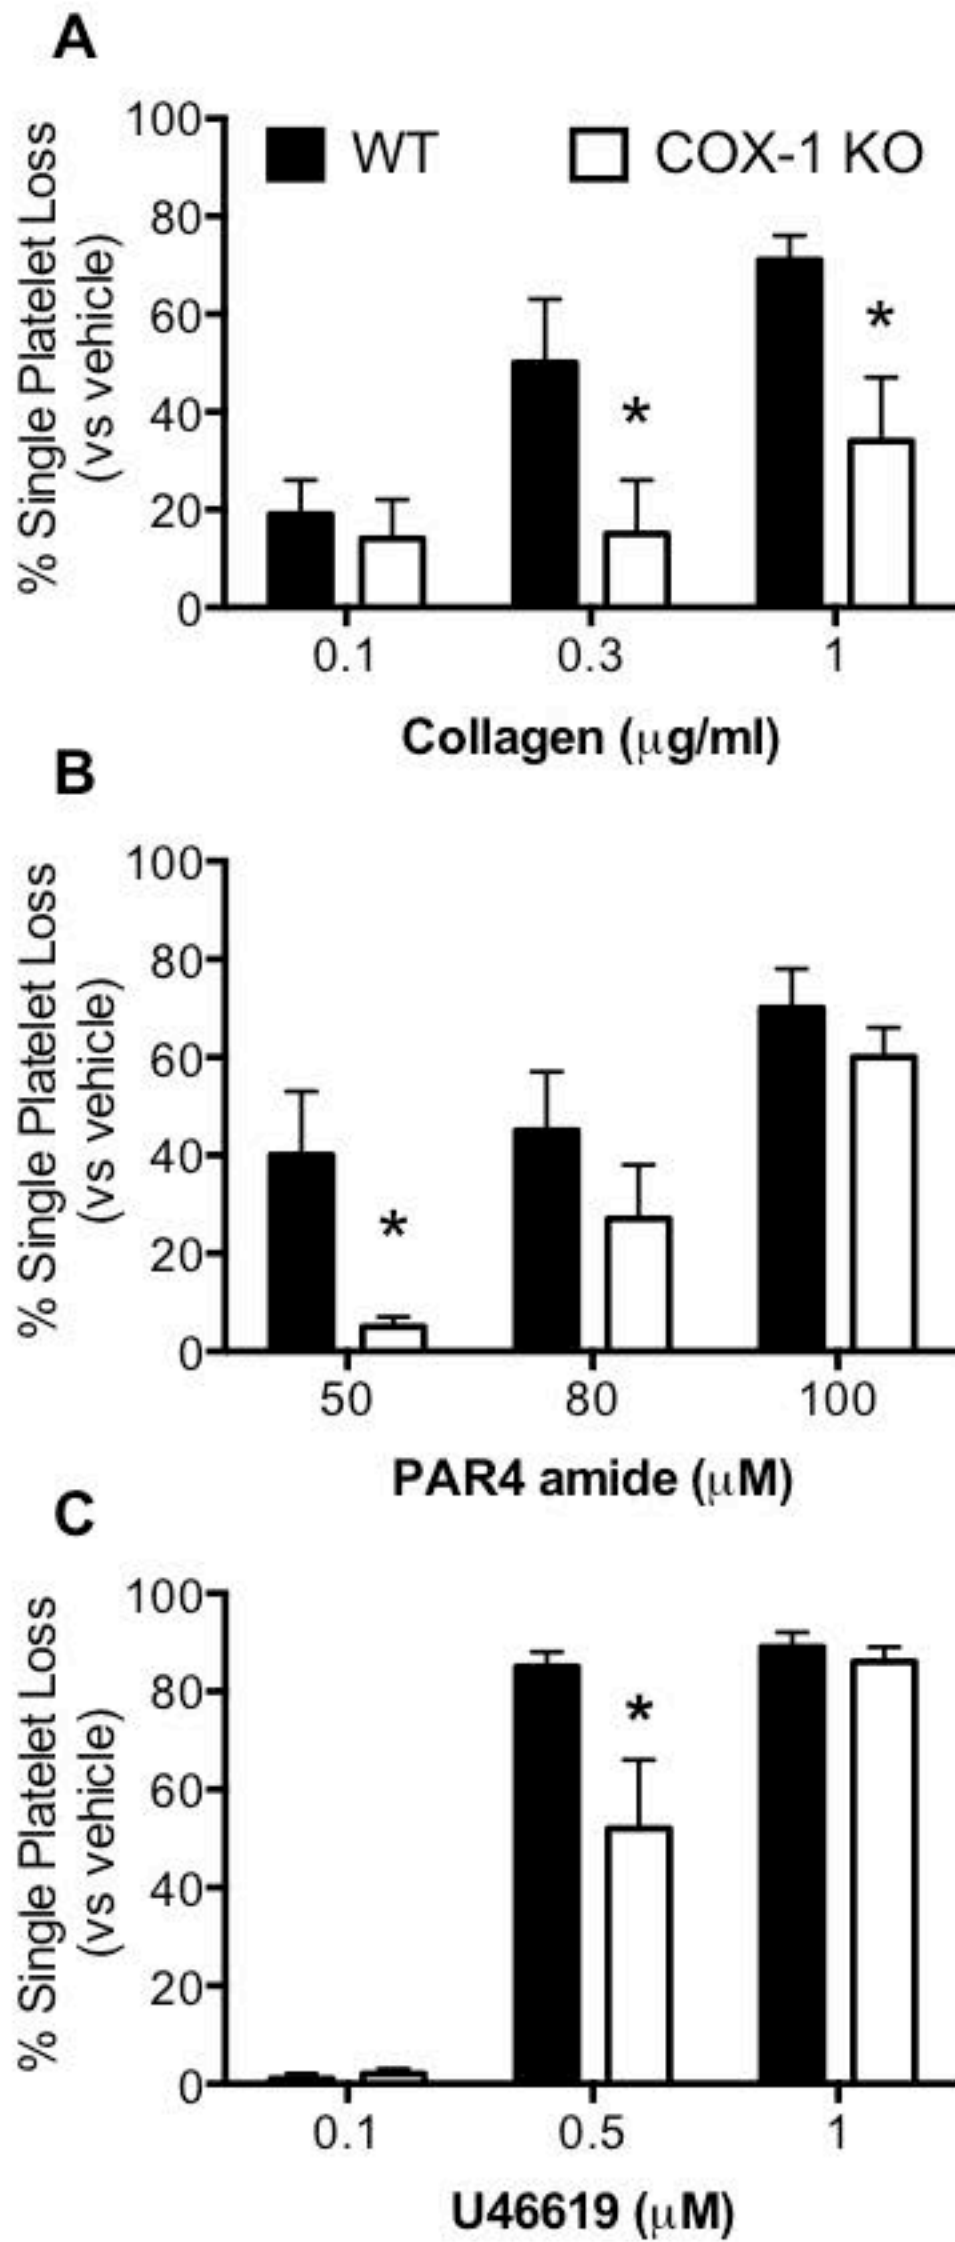 A
% Single Platelet Loss
(vs vehicle)
100
80
60
40
20
0
WT
COX-1 KO
*
*
0.1
0.3
1
Collagen (μg/ml)
B
% Single Platelet Loss
(vs vehicle)
100
80
60
40
20
0
*
50
80
100
PAR4 amide (μM)
C
% Single Platelet Loss
(vs vehicle)
100
80
60
40
20
0
*
0.1
0.5
1
U46619 (μM)